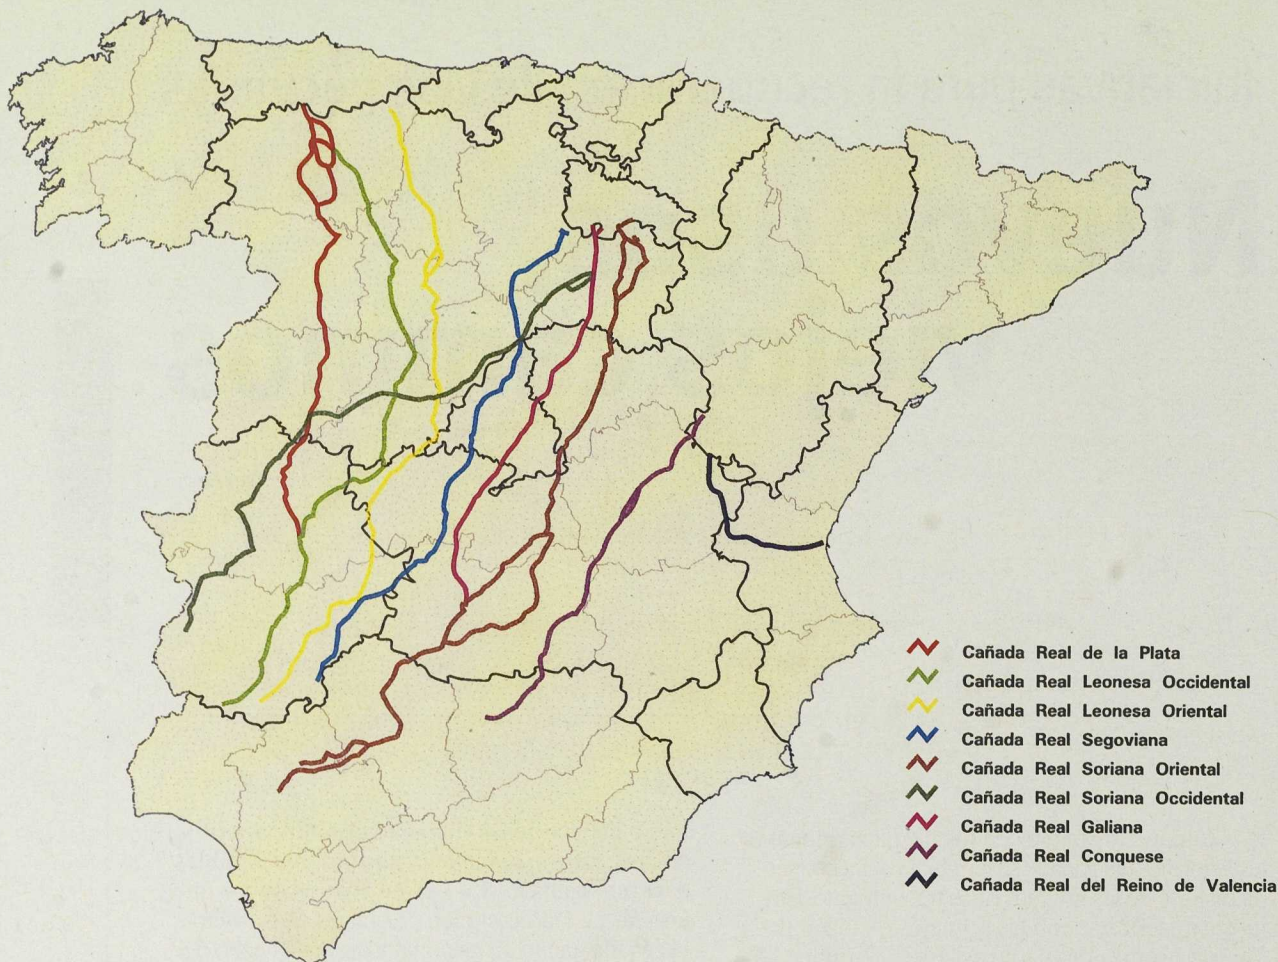 Cañada Real de la Plata
Cañada Real Leonesa Occidental
Cañada Real Leonesa Oriental
Cañada Real Segoviana
Cañada Real Soriana Oriental
Cañada Real Soriana Occidental
Cañada Real Galiana
Cañada Real Conquese
Cañada Real del Reino de Valencia